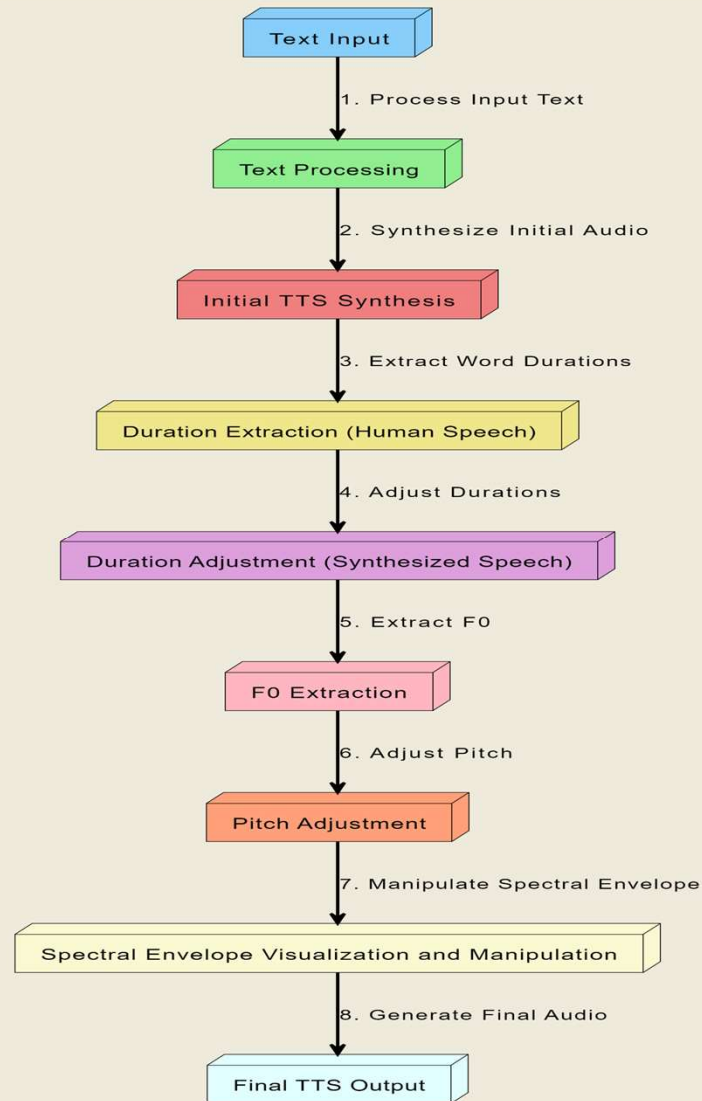 Text Input
1. Process Input Text
Text Processing
2. Synthesize Initial Audio
Initial TTS Synthesis
3. Extract Word Durations
Duration Extraction (Human Speech)
4. Adjust Durations
Duration Adjustment (Synthesized Speech)
5. Extract F0
F0 Extraction
6. Adjust Pitch
Pitch Adjustment
7. Manipulate Spectral Envelope
Spectral Envelope Visualization and Manipulation
8. Generate Final Audio
Final TTS Output